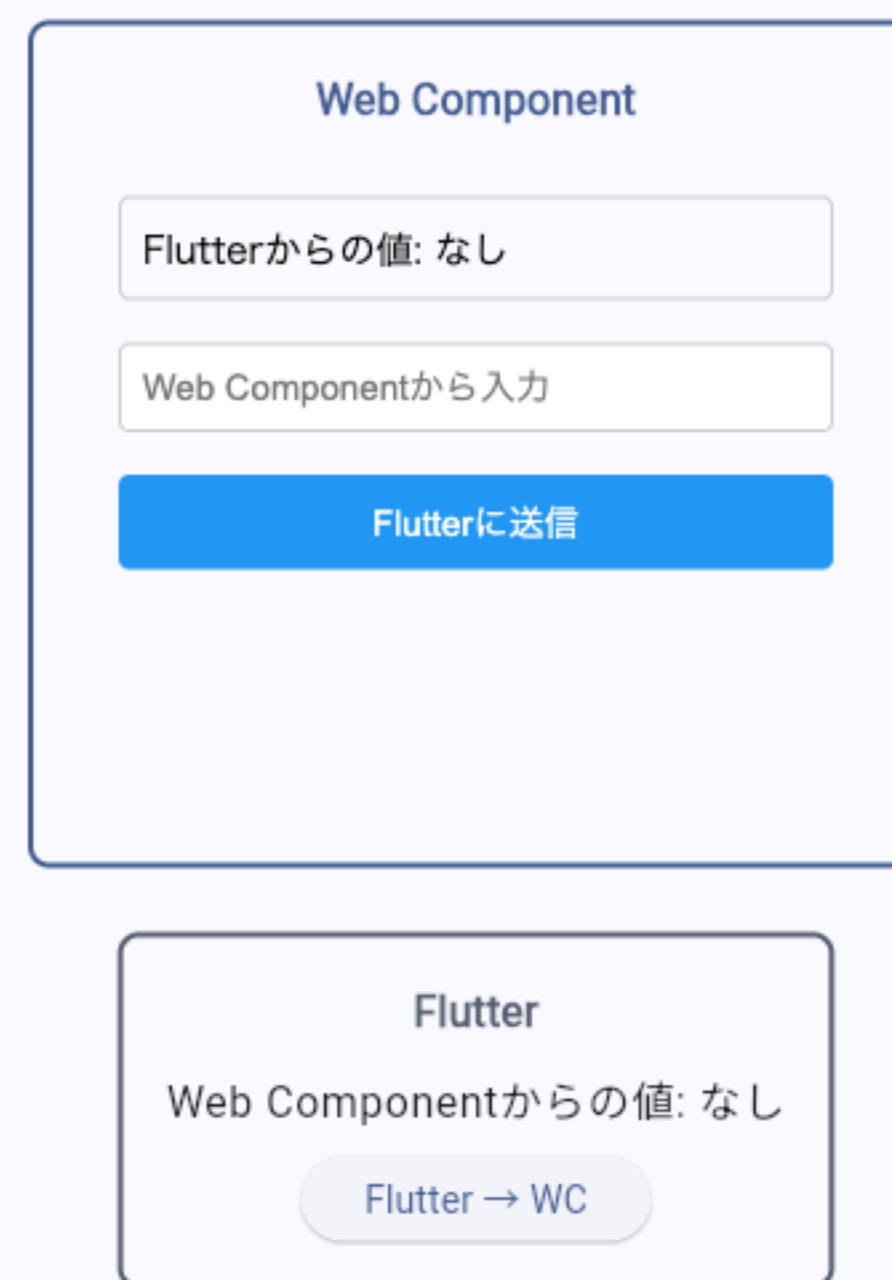 Web Component
Flutterからの値: なし
Web Componentから入力
Flutterに送信
Flutter
Web Componentからの値: なし
Flutter → WC